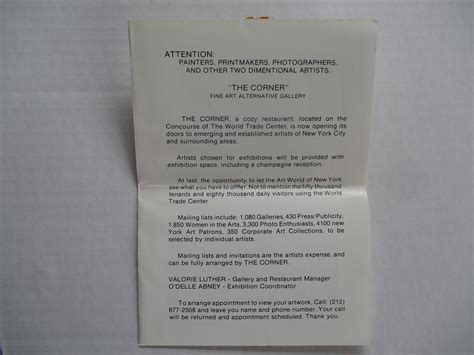 ATTENTION:
PAINTERS, PRINTMAKERS, PHOTOGRAPHERS,
AND OTHER TWO DIMENTIONAL ARTISTS.
"THE CORNER"
FINE ART ALTERNATIVE GALLERY
THE CORNER, a cozy restaurant, located on the
Concourse of The World Trade Center, is now opening its
doors to emerging and established artists of New York City
and surrounding areas.
Artists chosen for exhibitions will be provided with
exhibition space, including a champagne reception.
At last, the opportunity to let the Art World of New York
see what you have to offfer. Not to mention the fifty thousand
tenants and eighty thousand daily visitors using the World
Trade Center
Mailing lists include: 1,080 Galleries, 430 Press/Publicity,
1,850 Women in the Arts, 3,300 Photo Enthusiasts, 4100 new
York Art Patrons, 350 Corporate Art Collections, to be
selected by individual artists.
Mailing lists and invitations are the artists expense, and
can be fully arranged by THE CORNER.
VALORIE LUTHER - Gallery and Restaurant Manager
O'DELLE ABNEY - Exhibition Coordinator
To arrange appointment to view your artwork, Call: (212)
677-2508 and leave you name and phone number. Your call
will be returned and appointment scheduled. Thank you.